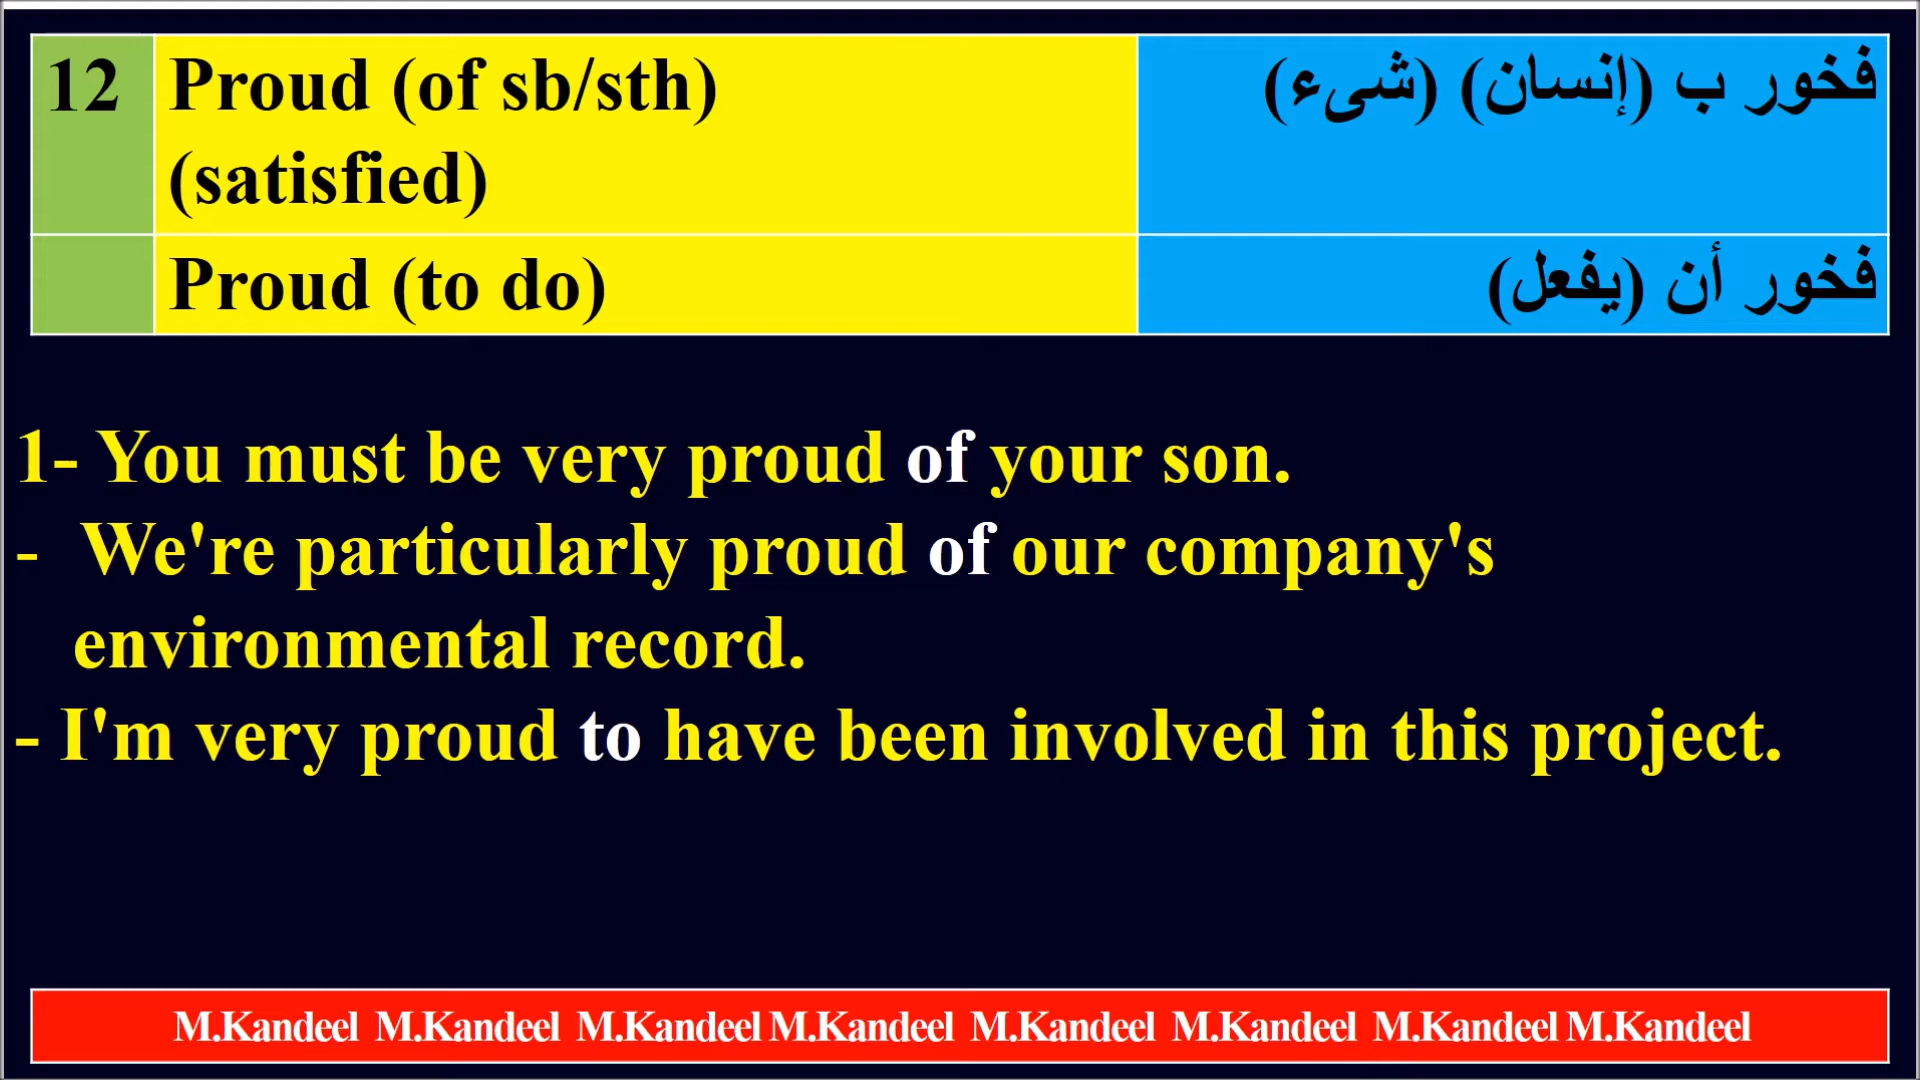 12 Proud (of sb/sth) فخور ب (إنسان) (شىء)
(satisfied)
Proud (to do) فخور أن (يفعل)
1- You must be very proud of your son.
- We're particularly proud of our company's
environmental record.
- I'm very proud to have been involved in this project.
M.Kandeel M.Kandeel M.Kandeel M.Kandeel M.Kandeel M.Kandeel M.Kandeel M.Kandeel